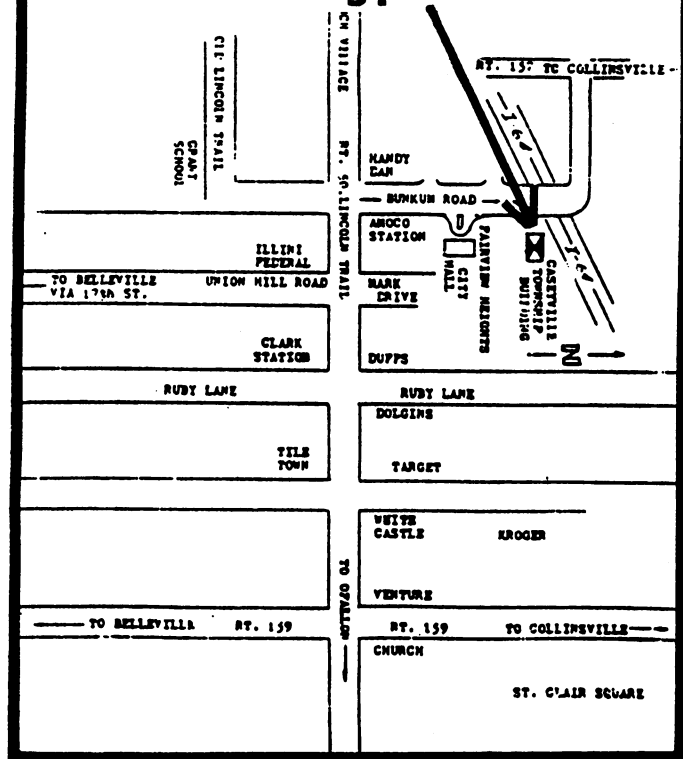 RT. 157 TO COLLINSVILLE
I-64
VILLAGE
LINCOLN TRAIL
GRANT
SCHOOL
RT. 50.LINCOLN TRAIL
HANDY
DAN
BUNKUM ROAD
AMOCO
STATION
ILLINI
FEDERAL
FAIRVIEW HEIGHTS
CITY
HALL
CASEYVILLE
TOWNSHIP
BUILDING
I-64
N
TO BELLEVILLE
VIA 17th ST.
UNION HILL ROAD
MARK
DRIVE
CLARK
STATION
DUFFS
RUBY LANE
RUBY LANE
DOLGINS
TILE
TOWN
TARGET
WHITE
CASTLE
KROGER
TO O'FALLON
VENTURE
TO BELLEVILLE
RT. 159
RT. 159
TO COLLINSVILLE
CHURCH
ST. CLAIR SQUARE